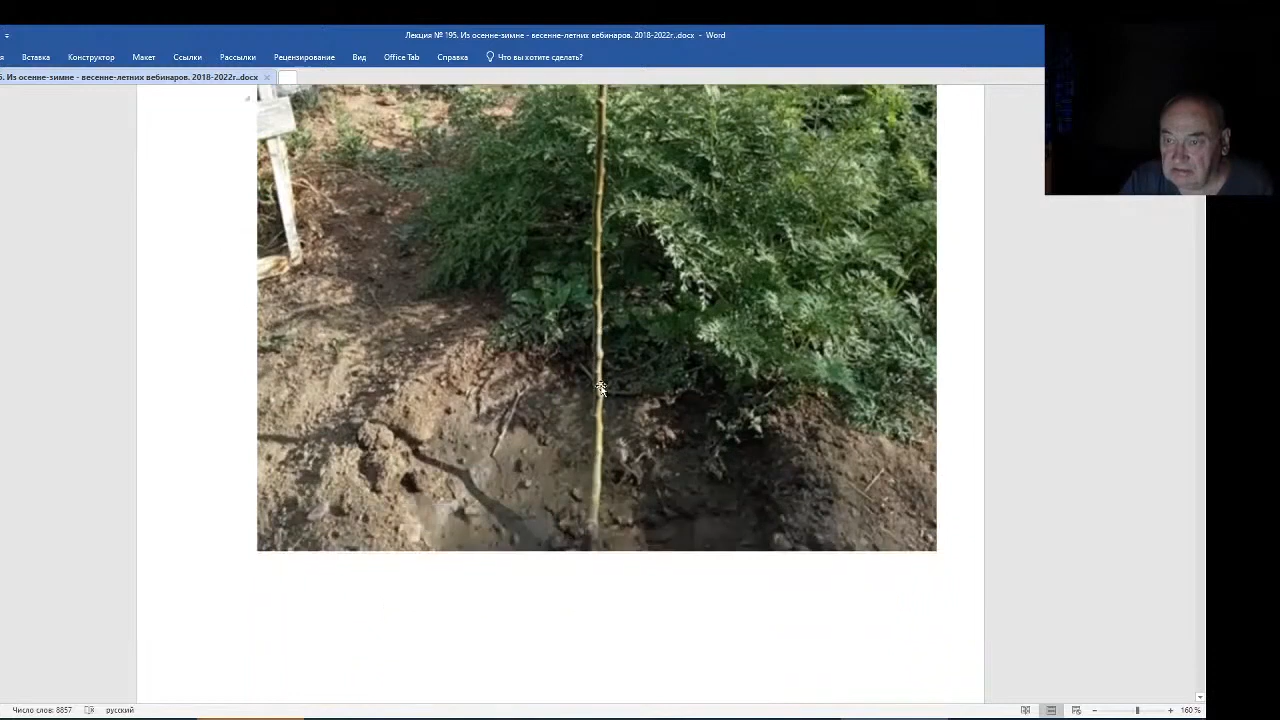 Лекция № 195. Из осенне-зимне - весенне-летних вебинаров. 2018-2022г..docx - Word
я Вставка Конструктор Макет Ссылки Рассылки Рецензирование Вид Office Tab Справка Что вы хотите сделать?
5. Из осенне-зимне - весенне-летних вебинаров. 2018-2022г..docx
Число слов: 8857 русский 160%